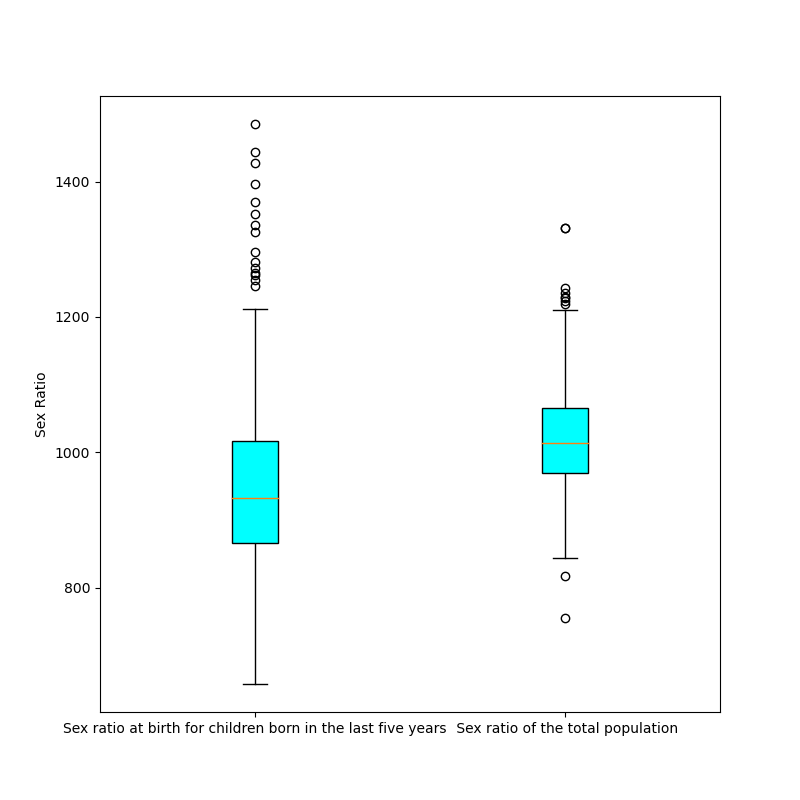 1400
1200
1000
800
Sex Ratio
Sex ratio at birth for children born in the last five years
Sex ratio of the total population